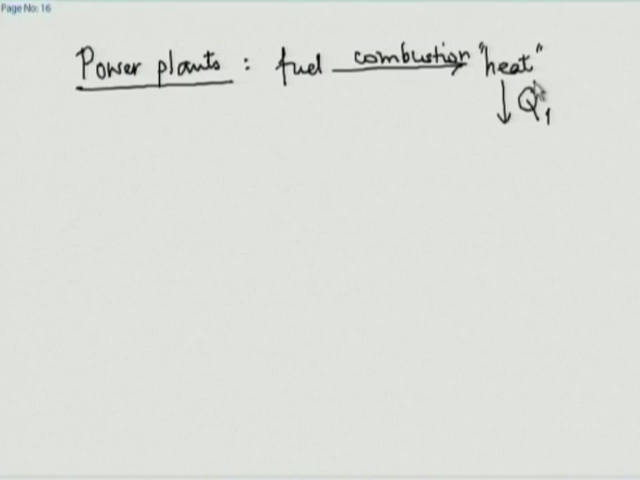 Page No: 16
Power plants : fuel combustion "heat"
↓ Q1